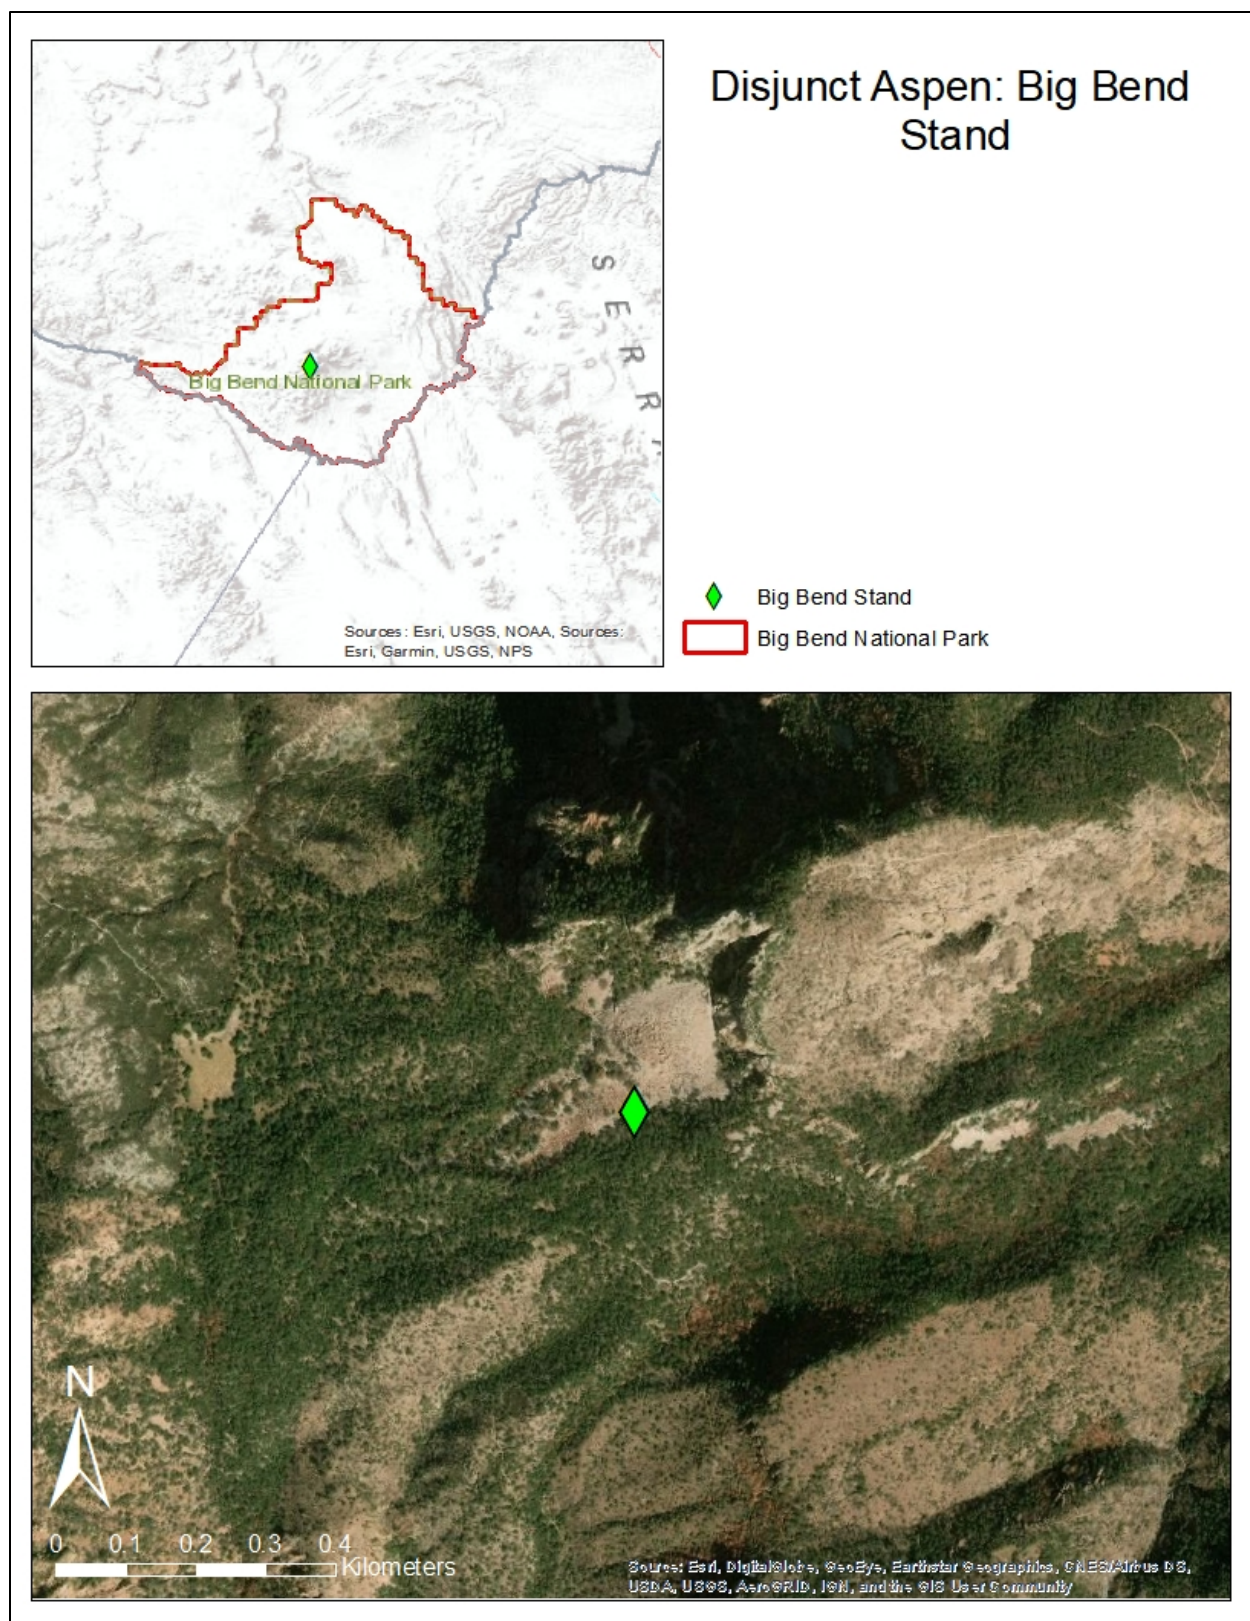 Disjunct Aspen: Big Bend
Stand
S E R R
Big Bend National Park
Sources: Esri, USGS, NOAA, Sources:
Esri, Garmin, USGS, NPS
Big Bend Stand
Big Bend National Park
N
0 0.1 0.2 0.3 0.4
Kilometers
Source: Esri, DigitalGlobe, GeoEye, Earthstar Geographics, CNES/Airbus DS,
USDA, USGS, AeroGRID, IGN, and the GIS User Community